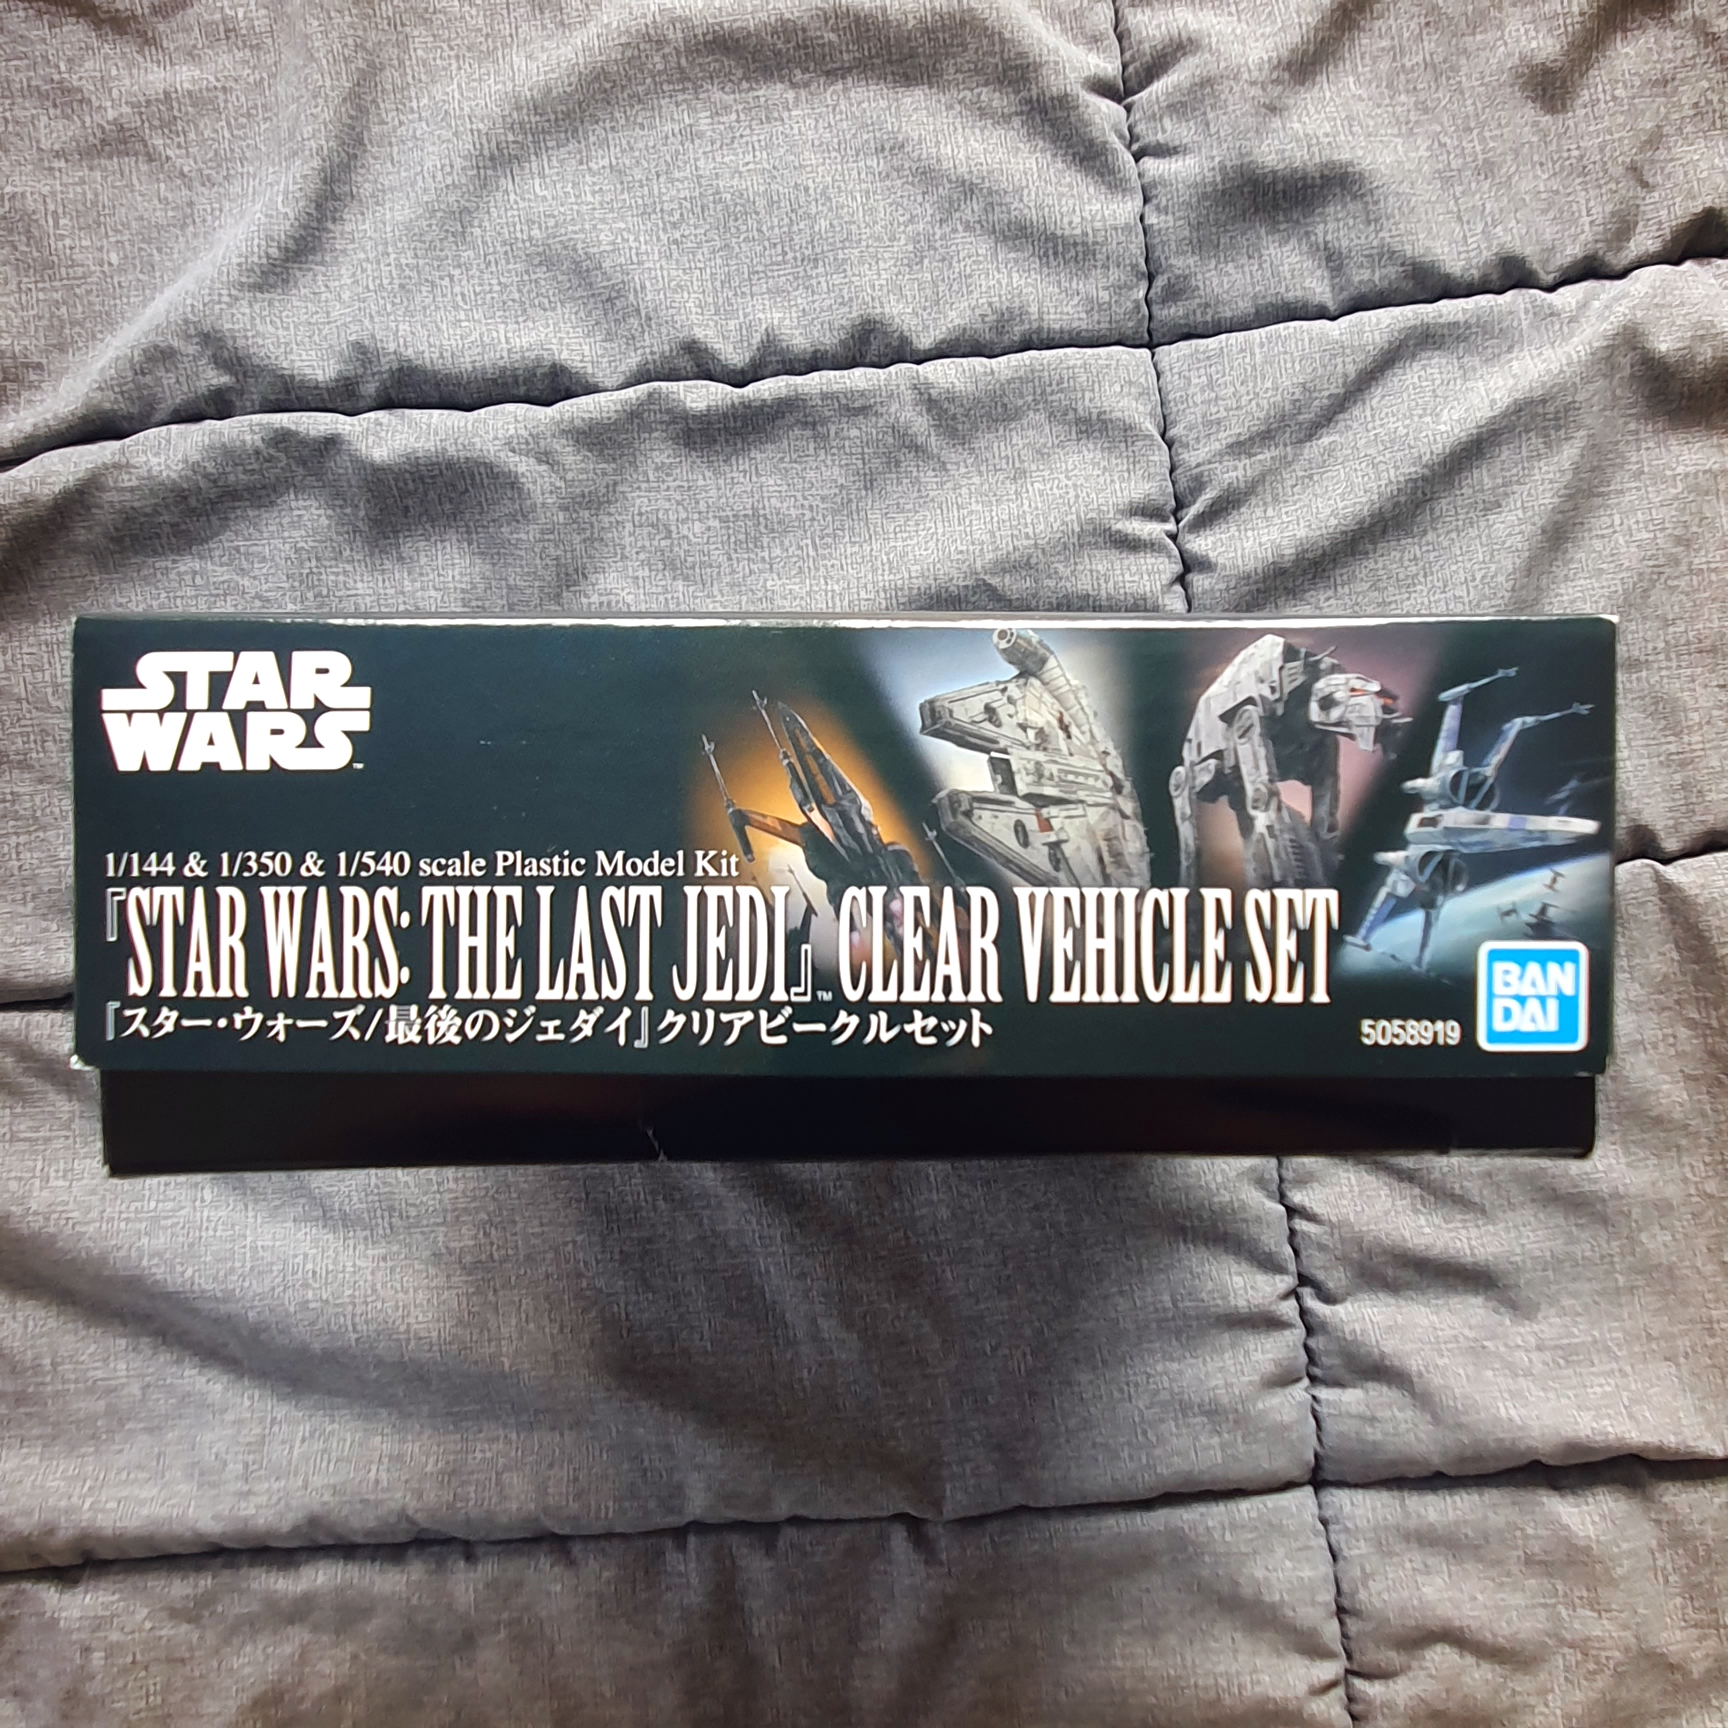 STAR
WARS™
1/144 & 1/350 & 1/540 scale Plastic Model Kit
『STAR WARS: THE LAST JEDI』™ CLEAR VEHICLE SET
『スター・ウォーズ/最後のジェダイ』クリアビークルセット
5058919
BAN
DAI